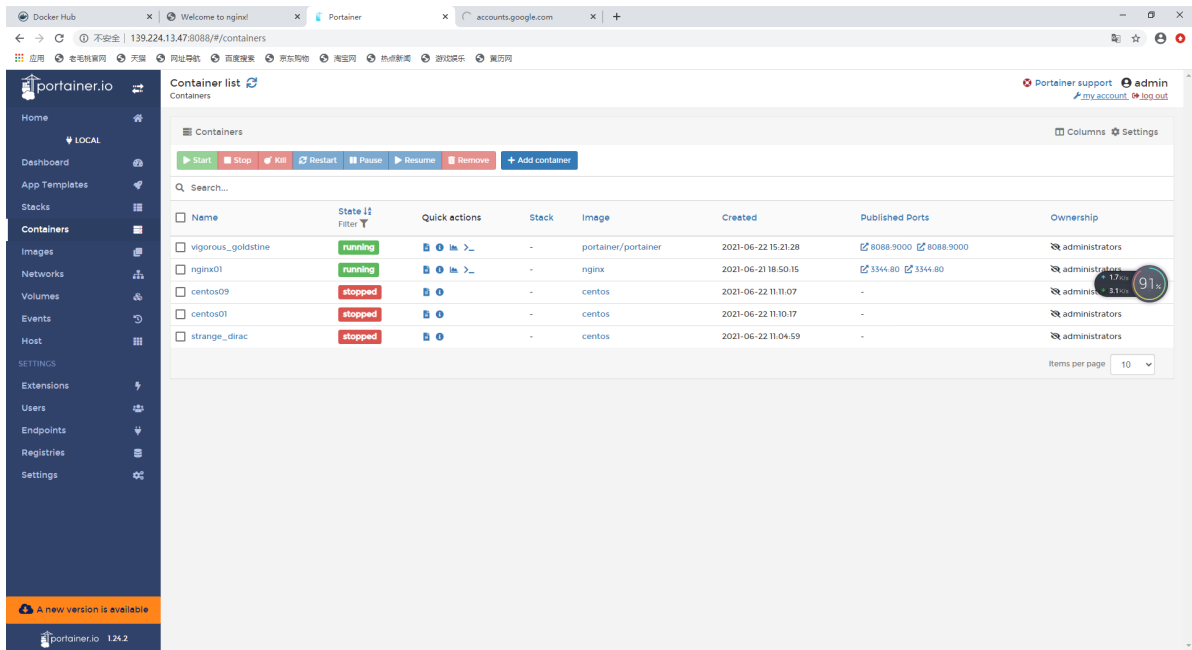 Docker Hub Welcome to nginx! Portainer accounts.google.com
不安全 139.224.13.47:8088/#/containers
应用 老毛桃官网 天猫 网址导航 百度搜索 京东购物 淘宝网 热点新闻 游戏娱乐 黄历网
portainer.io
Container list
Containers
Portainer support admin
my account log out
Home
LOCAL
Dashboard
App Templates
Stacks
Containers
Images
Networks
Volumes
Events
Host
SETTINGS
Extensions
Users
Endpoints
Registries
Settings
A new version is available
portainer.io 1.24.2
Containers Columns Settings
Start Stop Kill Restart Pause Resume Remove Add container
Search...
Name State Filter Quick actions Stack Image Created Published Ports Ownership
vigorous_goldstine running - portainer/portainer 2021-06-22 15:21:28 8088:9000 8088:9000 administrators
nginx01 running - nginx 2021-06-21 18:50:15 3344:80 3344:80 administrators
centos09 stopped - centos 2021-06-22 11:11:07 - adminis
centos01 stopped - centos 2021-06-22 11:10:17 - administrators
strange_dirac stopped - centos 2021-06-22 11:04:59 - administrators
1.7K/s
3.1K/s
91%
Items per page 10